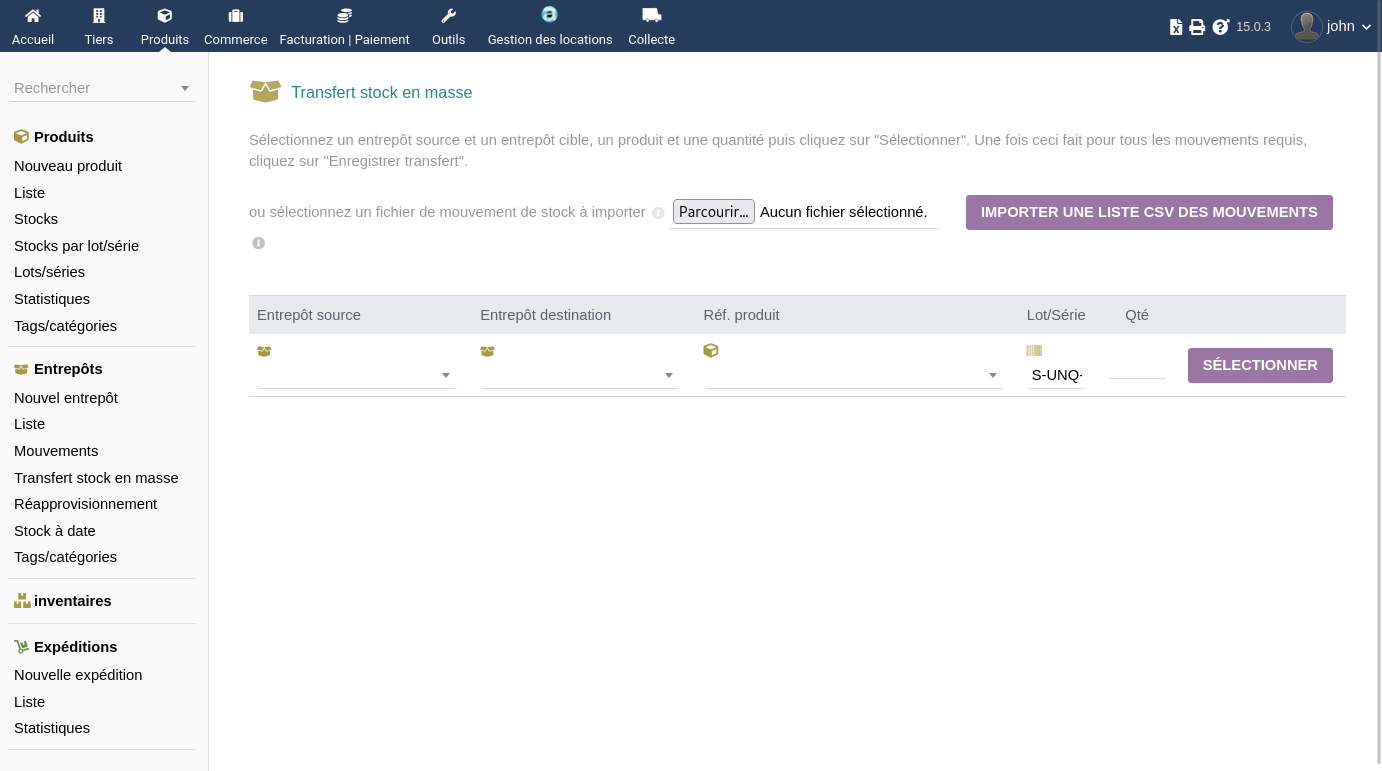 Accueil Tiers Produits Commerce Facturation | Paiement Outils Gestion des locations Collecte 15.0.3 john
Rechercher
Produits
Nouveau produit
Liste
Stocks
Stocks par lot/série
Lots/séries
Statistiques
Tags/catégories
Entrepôts
Nouvel entrepôt
Liste
Mouvements
Transfert stock en masse
Réapprovisionnement
Stock à date
Tags/catégories
inventaires
Expéditions
Nouvelle expédition
Liste
Statistiques
Transfert stock en masse
Sélectionnez un entrepôt source et un entrepôt cible, un produit et une quantité puis cliquez sur "Sélectionner". Une fois ceci fait pour tous les mouvements requis,
cliquez sur "Enregistrer transfert".
ou sélectionnez un fichier de mouvement de stock à importer Parcourir... Aucun fichier sélectionné. IMPORTER UNE LISTE CSV DES MOUVEMENTS
Entrepôt source Entrepôt destination Réf. produit Lot/Série Qté
S-UNQ- SÉLECTIONNER